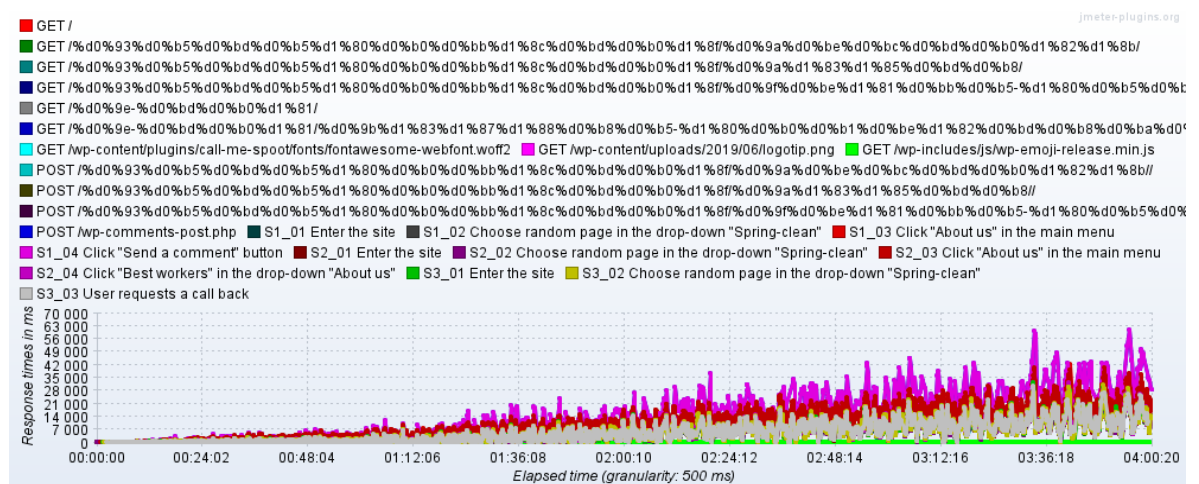 jmeter-plugins.org
GET /
GET /%d0%93%d0%b5%d0%bd%d0%b5%d1%80%d0%b0%d0%bb%d1%8c%d0%bd%d0%b0%d1%8f/%d0%9a%d0%be%d0%bc%d0%bd%d0%b0%d1%82%d1%8b/
GET /%d0%93%d0%b5%d0%bd%d0%b5%d1%80%d0%b0%d0%bb%d1%8c%d0%bd%d0%b0%d1%8f/%d0%9a%d1%83%d1%85%d0%bd%d0%b8/
GET /%d0%93%d0%b5%d0%bd%d0%b5%d1%80%d0%b0%d0%bb%d1%8c%d0%bd%d0%b0%d1%8f/%d0%9f%d0%be%d1%81%d0%bb%d0%b5-%d1%80%d0%b5%d0%b
GET /%d0%9e-%d0%bd%d0%b0%d1%81/
GET /%d0%9e-%d0%bd%d0%b0%d1%81/%d0%9b%d1%83%d1%87%d1%88%d0%b8%d0%b5-%d1%80%d0%b0%d0%b1%d0%be%d1%82%d0%bd%d0%b8%d0%ba%d0%
GET /wp-content/plugins/call-me-spoot/fonts/fontawesome-webfont.woff2 GET /wp-content/uploads/2019/06/logotip.png GET /wp-includes/js/wp-emoji-release.min.js
POST /%d0%93%d0%b5%d0%bd%d0%b5%d1%80%d0%b0%d0%bb%d1%8c%d0%bd%d0%b0%d1%8f/%d0%9a%d0%be%d0%bc%d0%bd%d0%b0%d1%82%d1%8b//
POST /%d0%93%d0%b5%d0%bd%d0%b5%d1%80%d0%b0%d0%bb%d1%8c%d0%bd%d0%b0%d1%8f/%d0%9a%d1%83%d1%85%d0%bd%d0%b8//
POST /%d0%93%d0%b5%d0%bd%d0%b5%d1%80%d0%b0%d0%bb%d1%8c%d0%bd%d0%b0%d1%8f/%d0%9f%d0%be%d1%81%d0%bb%d0%b5-%d1%80%d0%b5%d0%
POST /wp-comments-post.php S1_01 Enter the site S1_02 Choose random page in the drop-down "Spring-clean" S1_03 Click "About us" in the main menu
S1_04 Click "Send a comment" button S2_01 Enter the site S2_02 Choose random page in the drop-down "Spring-clean" S2_03 Click "About us" in the main menu
S2_04 Click "Best workers" in the drop-down "About us" S3_01 Enter the site S3_02 Choose random page in the drop-down "Spring-clean"
S3_03 User requests a call back
Response times in ms
70 000
63 000
56 000
49 000
42 000
35 000
28 000
21 000
14 000
7 000
0
00:00:00 00:24:02 00:48:04 01:12:06 01:36:08 02:00:10 02:24:12 02:48:14 03:12:16 03:36:18 04:00:20
Elapsed time (granularity: 500 ms)